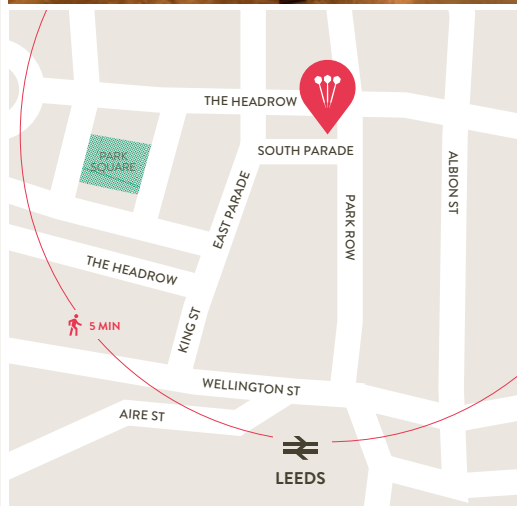 THE HEADROW
SOUTH PARADE
PARK
SQUARE
ALBION ST
EAST PARADE
PARK ROW
THE HEADROW
5 MIN
KING ST
WELLINGTON ST
AIRE ST
LEEDS